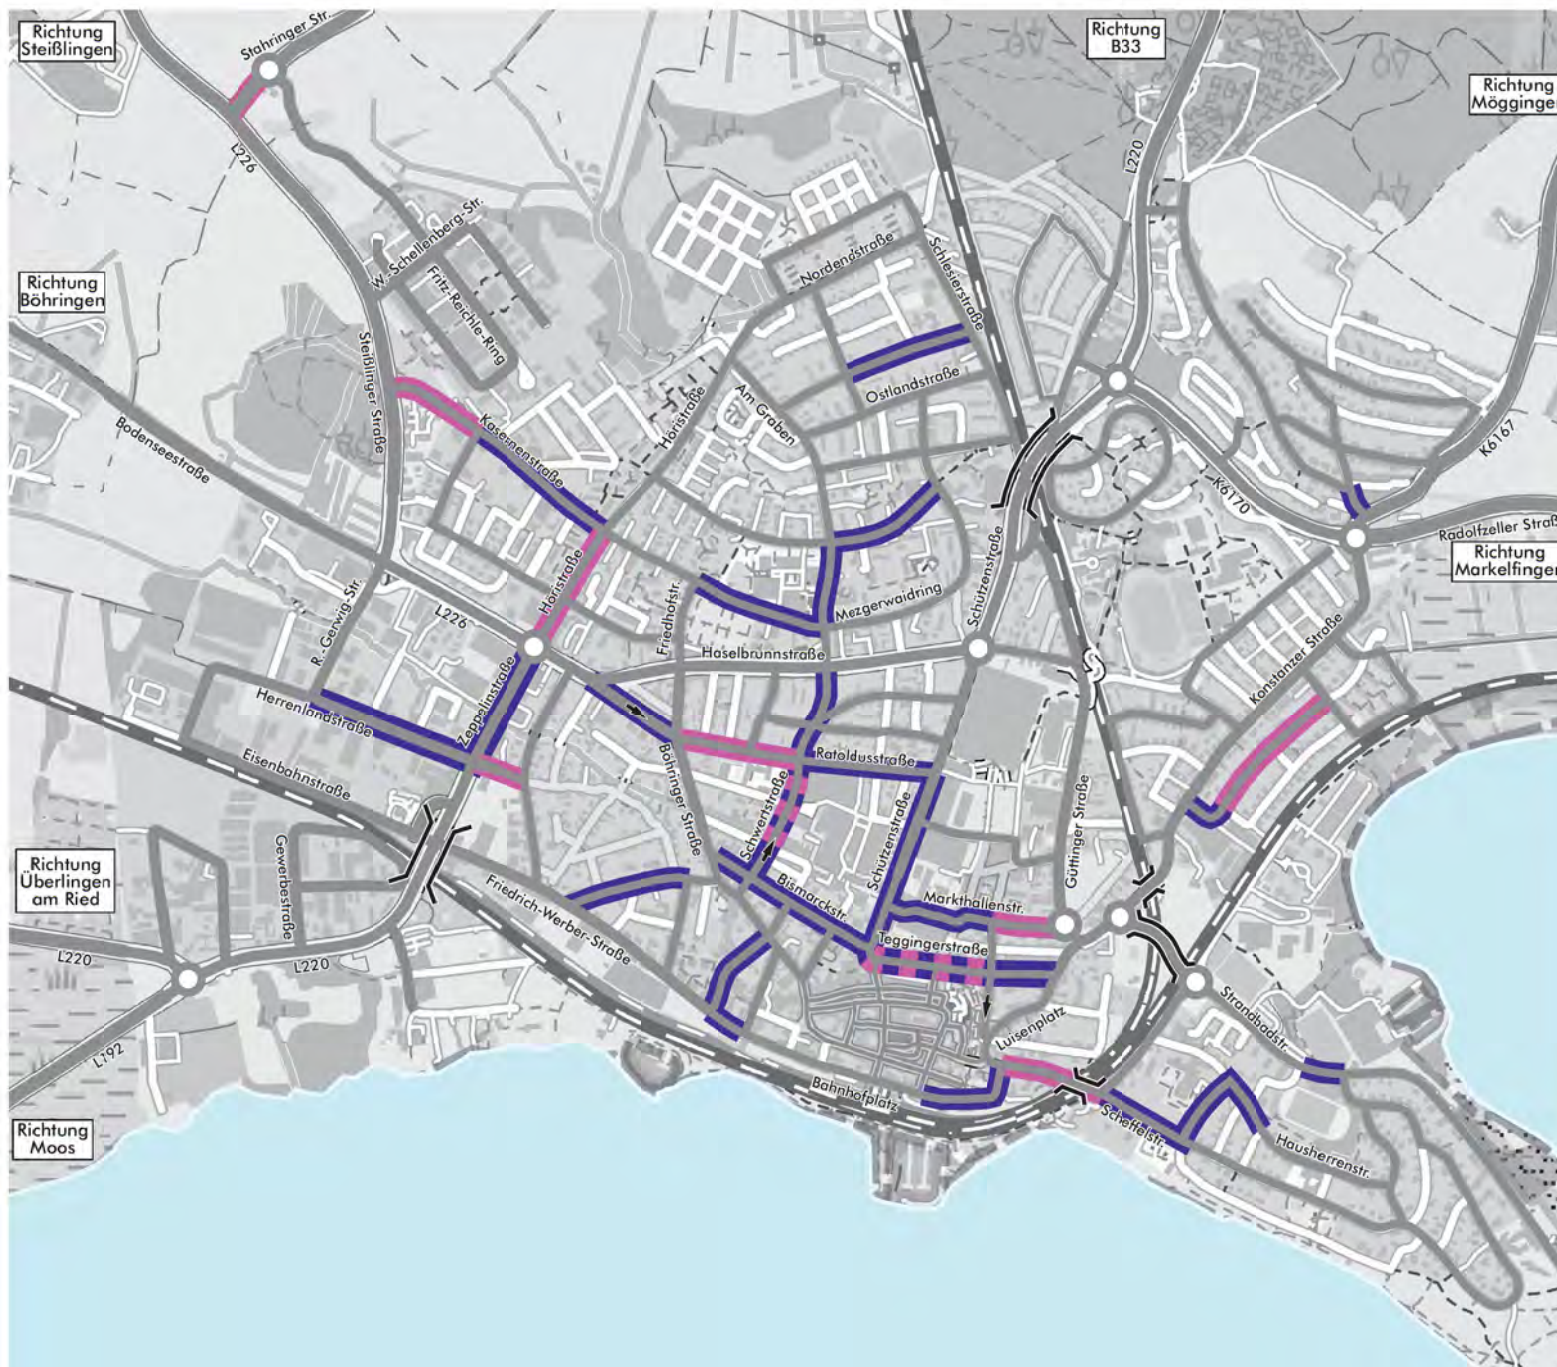 Richtung
Steißlingen
Stahringer Str.
Richtung
B33
Richtung
Möggingen
L226
L220
W.-Schellenberg-Str.
Nordendstraße
Schlesierstraße
Richtung
Böhringen
Fritz-Reichle-Ring
Steißlinger Straße
Ostlandstraße
Höristraße
Am Graben
Bodenseestraße
Kasernenstraße
K6167
K6170
Radolfzeller Straß
Richtung
Markelfingen
Höristraße
Schützenstraße
R.-Gerwig-Str.
L226
Friedhofstr.
Mezgerwaidring
Haselbrunnstraße
Konstanzer Straße
Herrenlandstraße
Zeppelinstraße
Eisenbahnstraße
Böhringer Straße
Ratoldusstraße
Schwertstraße
Schützenstraße
Güttinger Straße
Richtung
Überlingen
am Ried
Gewerbestraße
Friedrich-Werber-Straße
Bismarckstr.
Markthallenstr.
Teggingerstraße
L220
L220
Strandbadstr.
Luisenplatz
L192
Bahnhofplatz
Scheffelstr.
Hausherrenstr.
Richtung
Moos